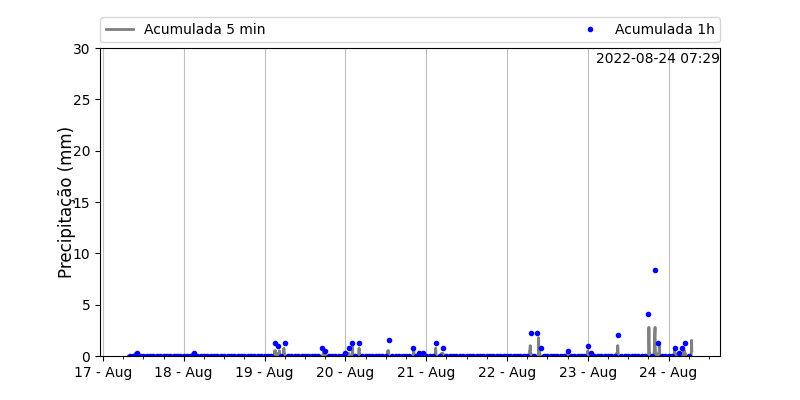 Acumulada 5 min
Acumulada 1h
2022-08-24 07:29
Precipitação (mm)
30
25
20
15
10
5
0
17 - Aug
18 - Aug
19 - Aug
20 - Aug
21 - Aug
22 - Aug
23 - Aug
24 - Aug